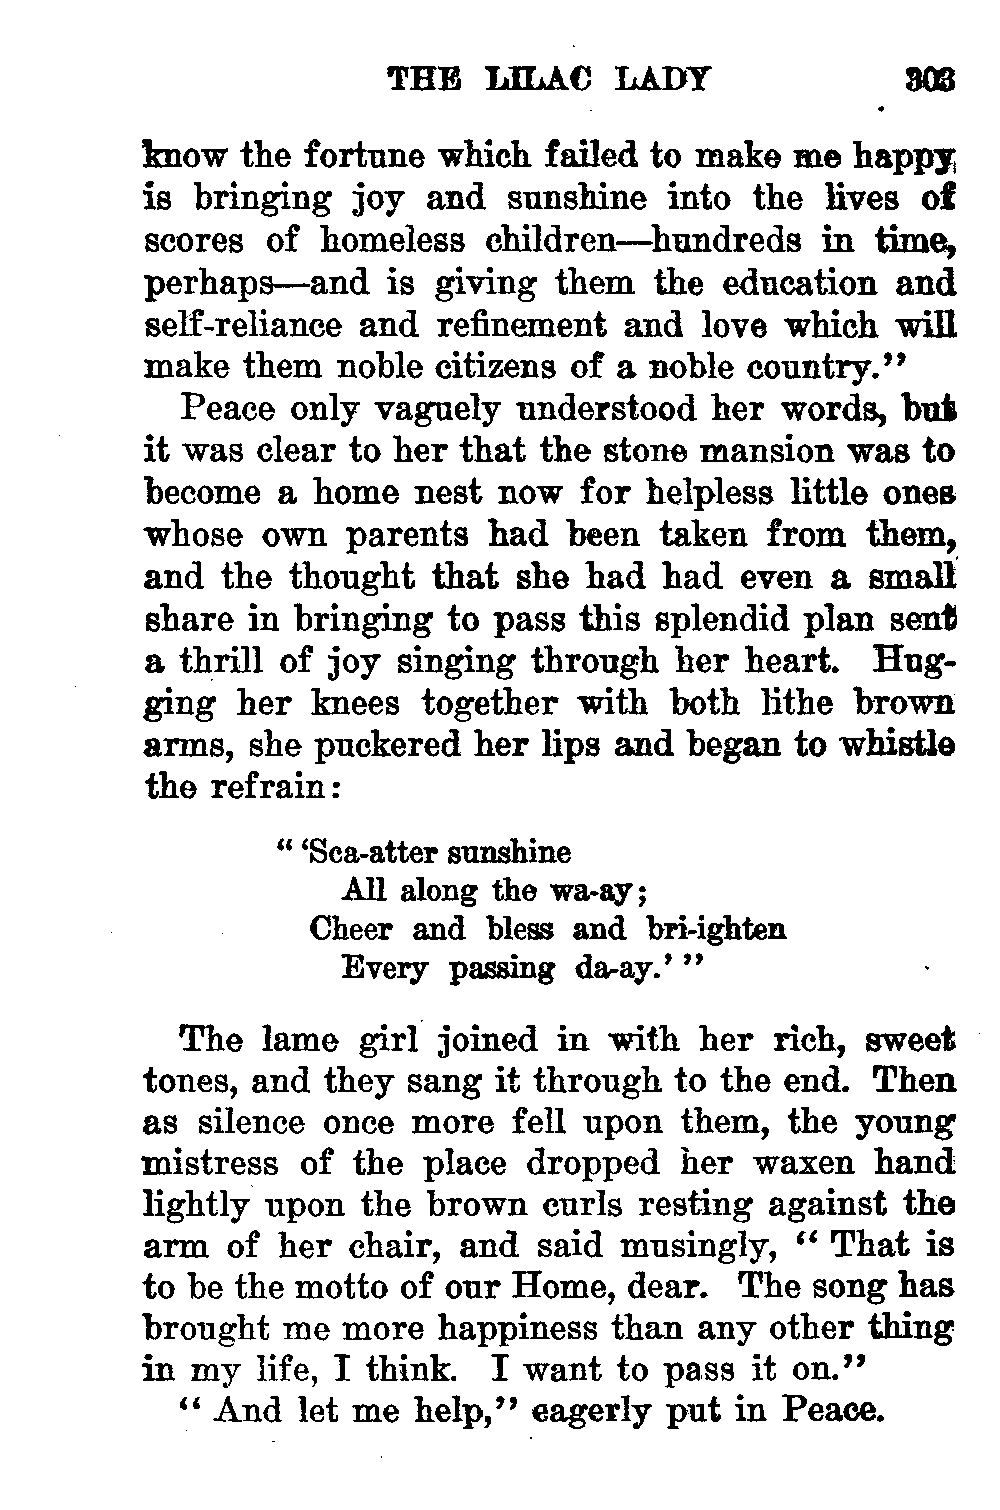 THE LILAC LADY 303
know the fortune which failed to make me happy,
is bringing joy and sunshine into the lives of
scores of homeless children—hundreds in time,
perhaps—and is giving them the education and
self-reliance and refinement and love which will
make them noble citizens of a noble country."
Peace only vaguely understood her words, but
it was clear to her that the stone mansion was to
become a home nest now for helpless little ones
whose own parents had been taken from them,
and the thought that she had had even a small
share in bringing to pass this splendid plan sent
a thrill of joy singing through her heart. Hug-
ging her knees together with both lithe brown
arms, she puckered her lips and began to whistle
the refrain:
" 'Sca-atter sunshine
All along the wa-ay;
Cheer and bless and bri-ighten
Every passing da-ay.' "
The lame girl joined in with her rich, sweet
tones, and they sang it through to the end. Then
as silence once more fell upon them, the young
mistress of the place dropped her waxen hand
lightly upon the brown curls resting against the
arm of her chair, and said musingly, " That is
to be the motto of our Home, dear. The song has
brought me more happiness than any other thing
in my life, I think. I want to pass it on."
" And let me help," eagerly put in Peace.